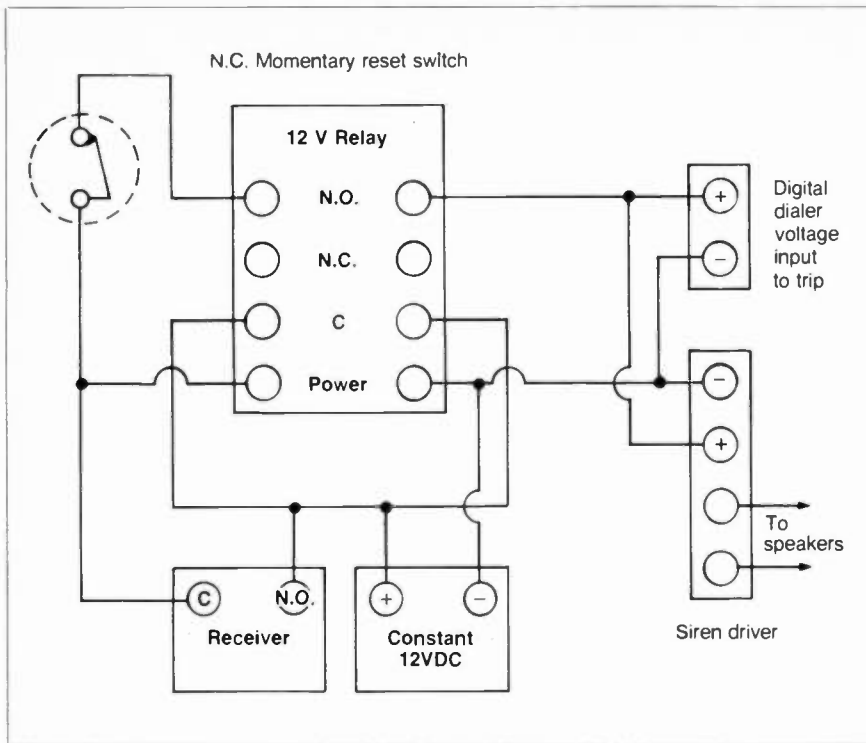 N.C. Momentary reset switch
12 V Relay
N.O.
N.C.
C
Power
+
−
Digital
dialer
voltage
input
to trip
−
+
To
speakers
Siren driver
C
N.O.
Receiver
+
−
Constant
12VDC